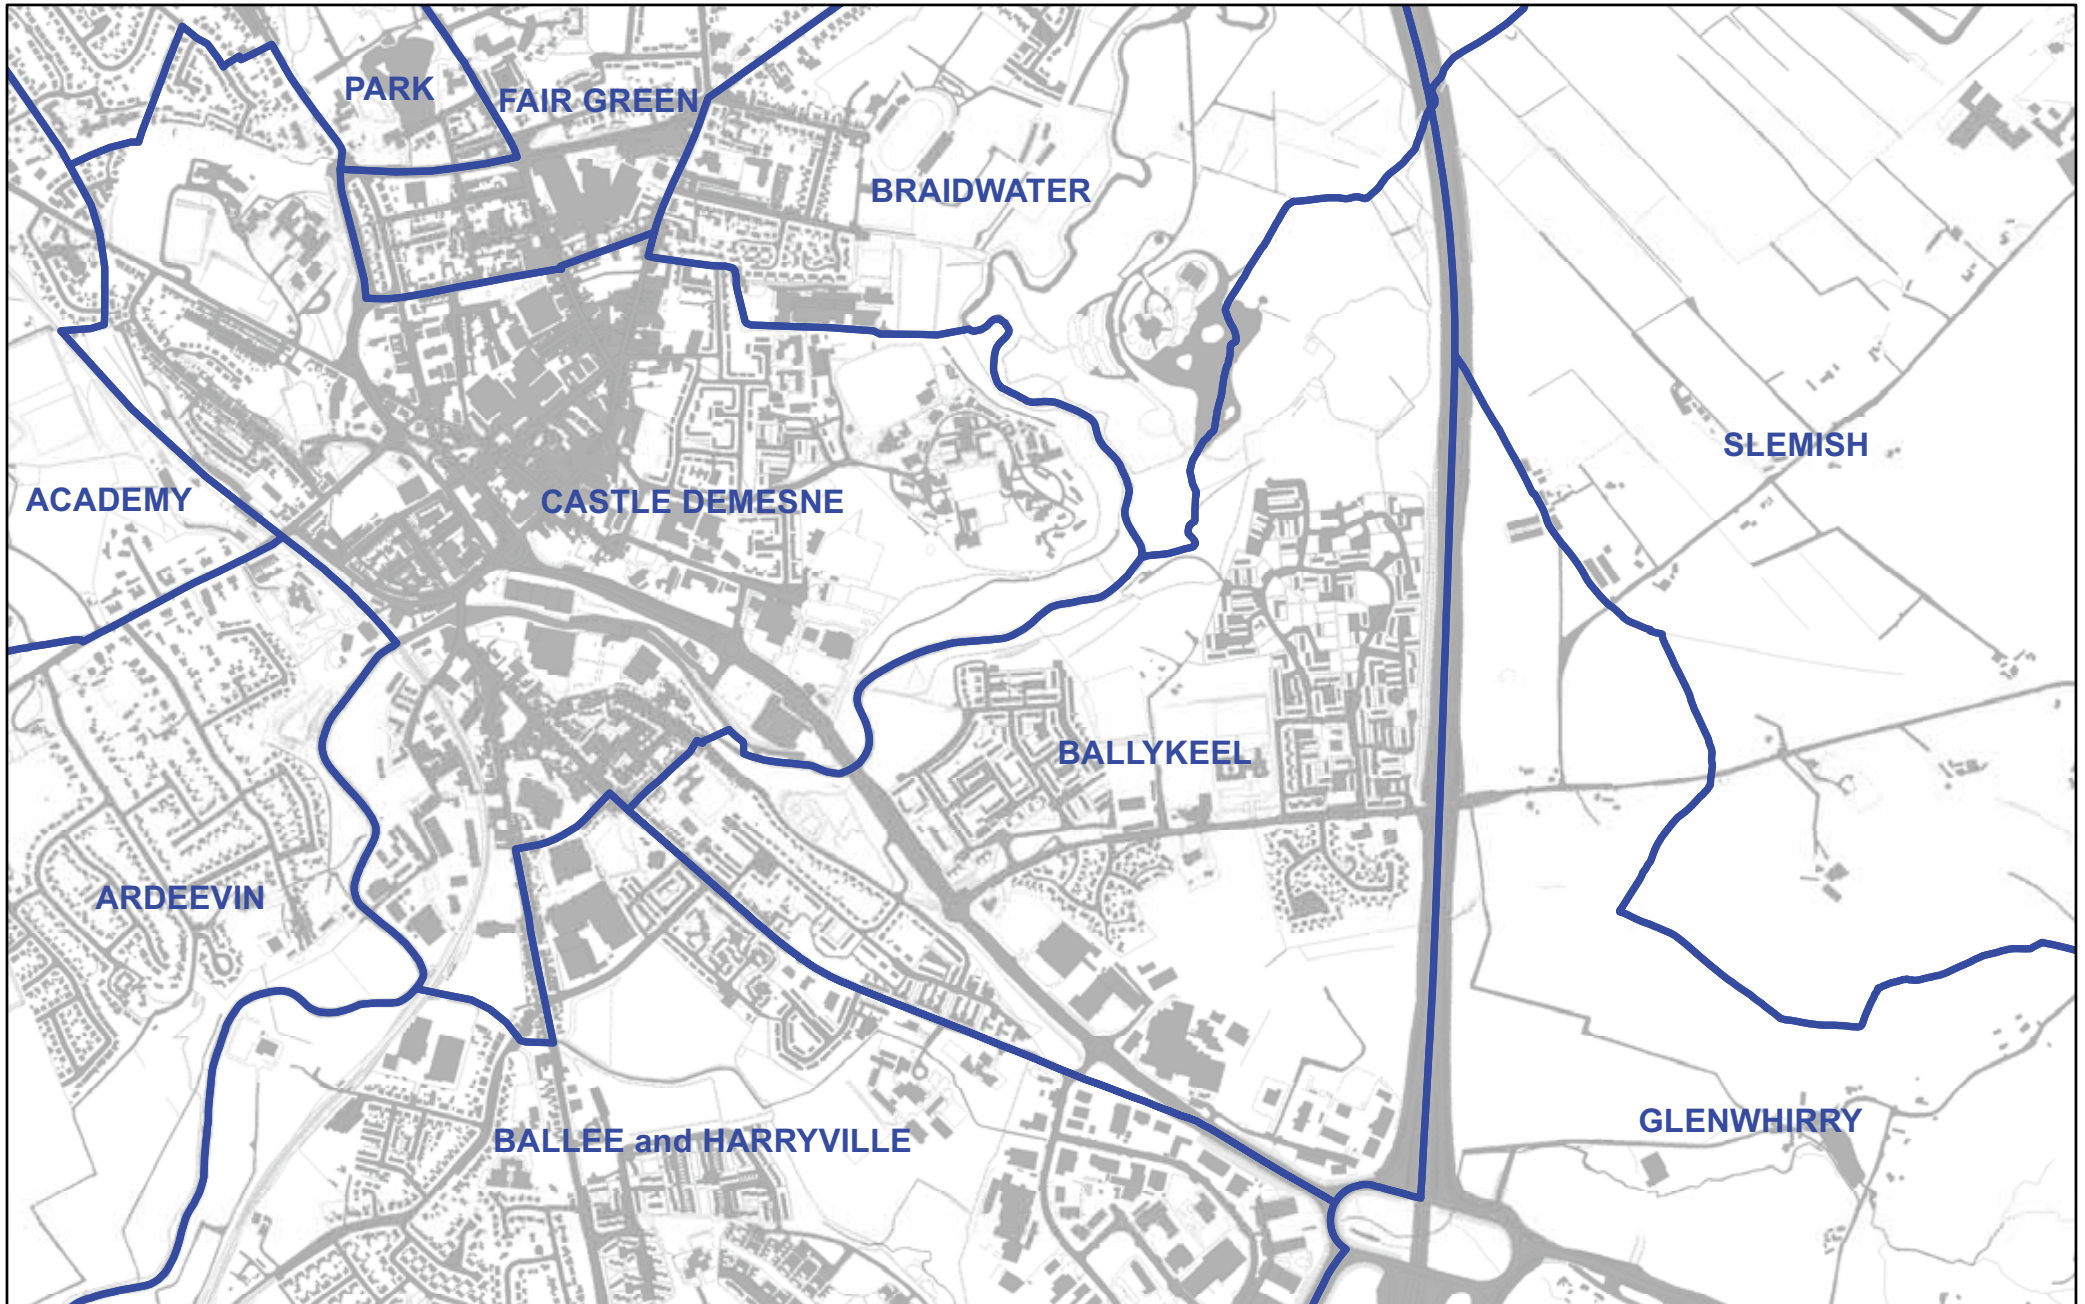 PARK
FAIR GREEN
BRAIDWATER
SLEMISH
ACADEMY
CASTLE DEMESNE
BALLYKEEL
ARDEEVIN
GLENWHIRRY
BALLEE and HARRYVILLE